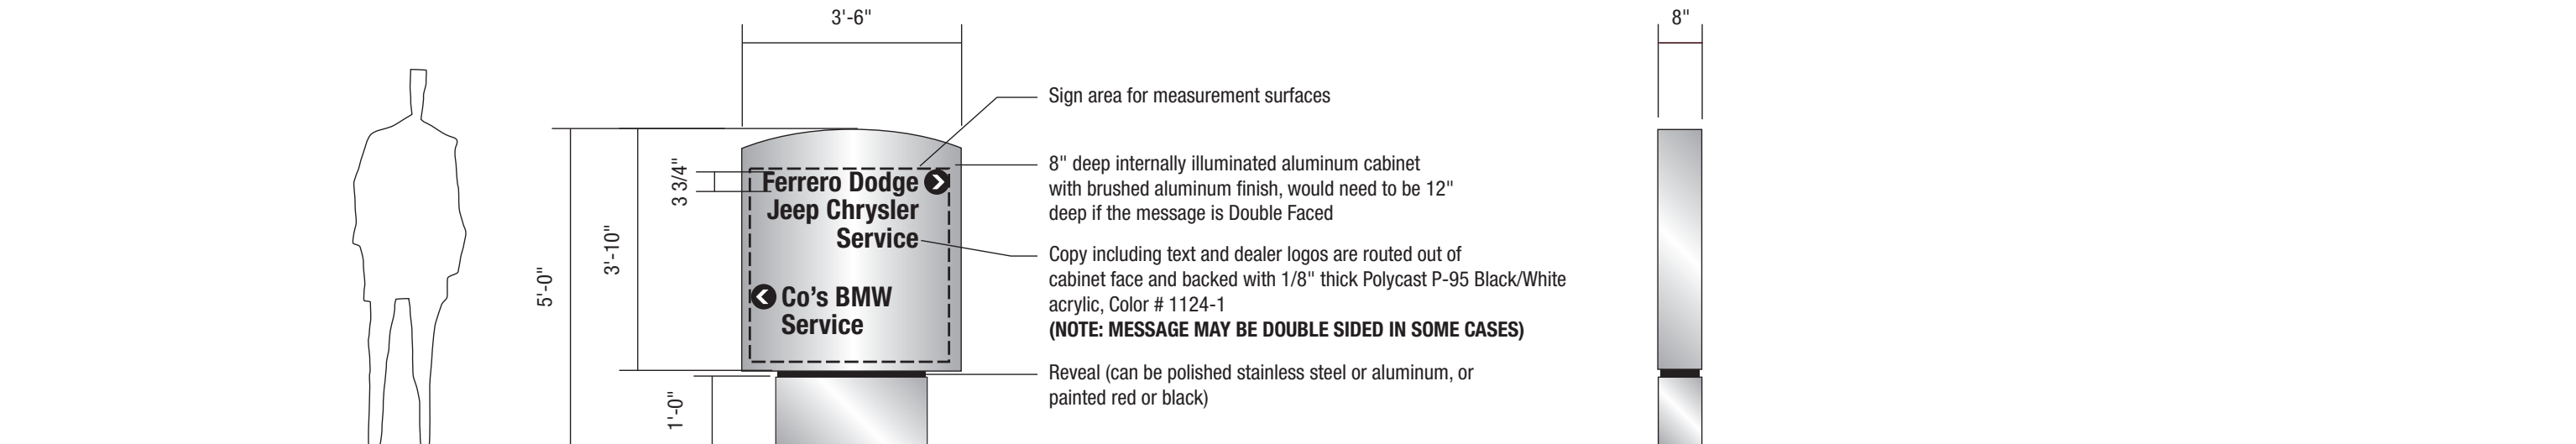 3'-6"
8"
Sign area for measurement surfaces
8" deep internally illuminated aluminum cabinet
with brushed aluminum finish, would need to be 12"
deep if the message is Double Faced
3 3/4"
Ferrero Dodge
Jeep Chrysler
Service
3'-10"
5'-0"
Copy including text and dealer logos are routed out of
cabinet face and backed with 1/8" thick Polycast P-95 Black/White
acrylic, Color # 1124-1
(NOTE: MESSAGE MAY BE DOUBLE SIDED IN SOME CASES)
Co’s BMW
Service
Reveal (can be polished stainless steel or aluminum, or
painted red or black)
1'-0"